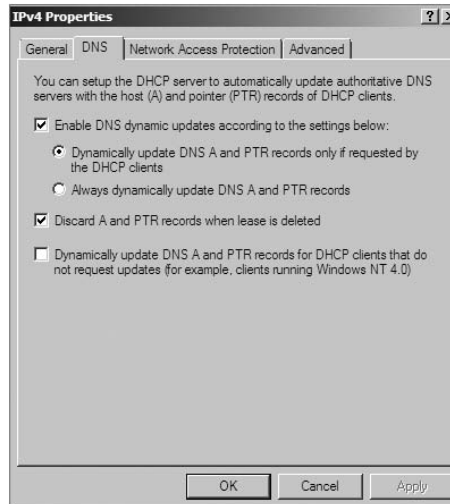 IPv4 Properties
General DNS Network Access Protection Advanced
You can setup the DHCP server to automatically update authoritative DNS
servers with the host (A) and pointer (PTR) records of DHCP clients.
Enable DNS dynamic updates according to the settings below:
Dynamically update DNS A and PTR records only if requested by
the DHCP clients
Always dynamically update DNS A and PTR records
Discard A and PTR records when lease is deleted
Dynamically update DNS A and PTR records for DHCP clients that do
not request updates (for example, clients running Windows NT 4.0)
OK Cancel Apply